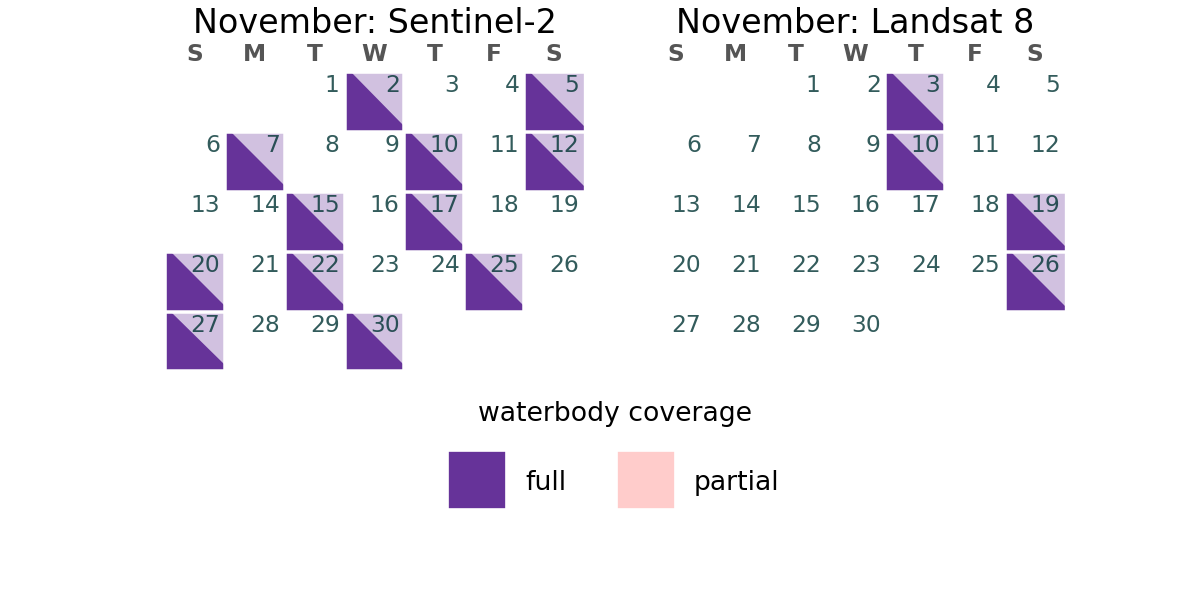 November: Sentinel-2
S M T W T F S
1 2 3 4 5
6 7 8 9 10 11 12
13 14 15 16 17 18 19
20 21 22 23 24 25 26
27 28 29 30
November: Landsat 8
S M T W T F S
1 2 3 4 5
6 7 8 9 10 11 12
13 14 15 16 17 18 19
20 21 22 23 24 25 26
27 28 29 30
waterbody coverage
full
partial